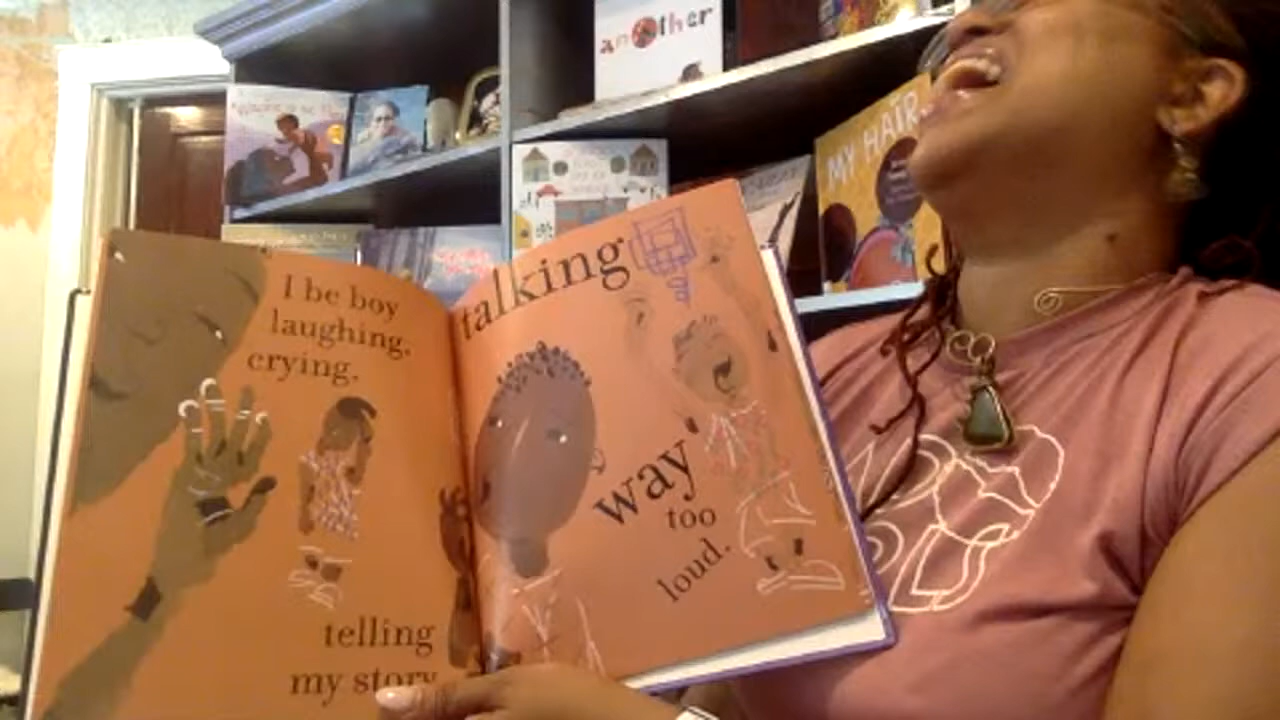 another
MY HAIR
I be boy
laughing,
crying,
telling
my story
talking
way
too
loud.